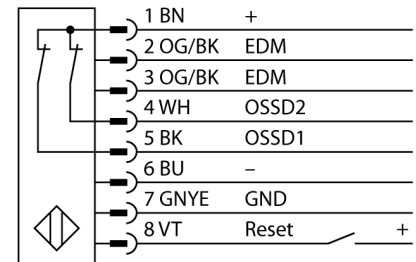 1 BN +
2 OG/BK EDM
3 OG/BK EDM
4 WH OSSD2
5 BK OSSD1
6 BU –
7 GNYE GND
8 VT Reset +